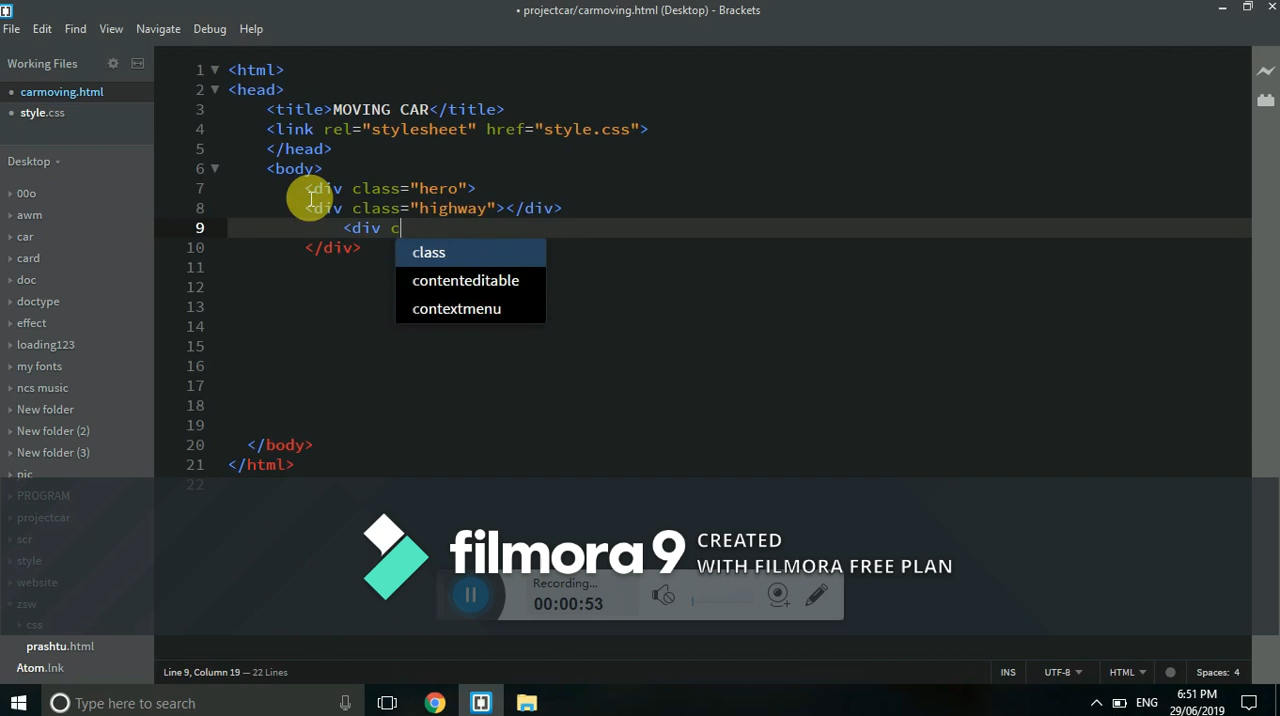 • projectcar/carmoving.html (Desktop) - Brackets
File Edit Find View Navigate Debug Help
Working Files
• carmoving.html
• style.css
Desktop
00o
awm
car
card
doc
doctype
effect
loading123
my fonts
ncs music
New folder
New folder (2)
New folder (3)
pic
PROGRAM
projectcar
scr
style
website
zsw
css
prashtu.html
Atom.lnk
1 <html>
2 <head>
3 <title>MOVING CAR</title>
4 <link rel="stylesheet" href="style.css">
5 </head>
6 <body>
7 <div class="hero">
8 <div class="highway"></div>
9 <div c
10 </div>
11
12
13
14
15
16
17
18
19
20 </body>
21 </html>
22
class
contenteditable
contextmenu
filmora 9 CREATED
WITH FILMORA FREE PLAN
Recording...
00:00:53
Line 9, Column 19 — 22 Lines
INS UTF-8 HTML Spaces: 4
Type here to search
ENG
6:51 PM
29/06/2019